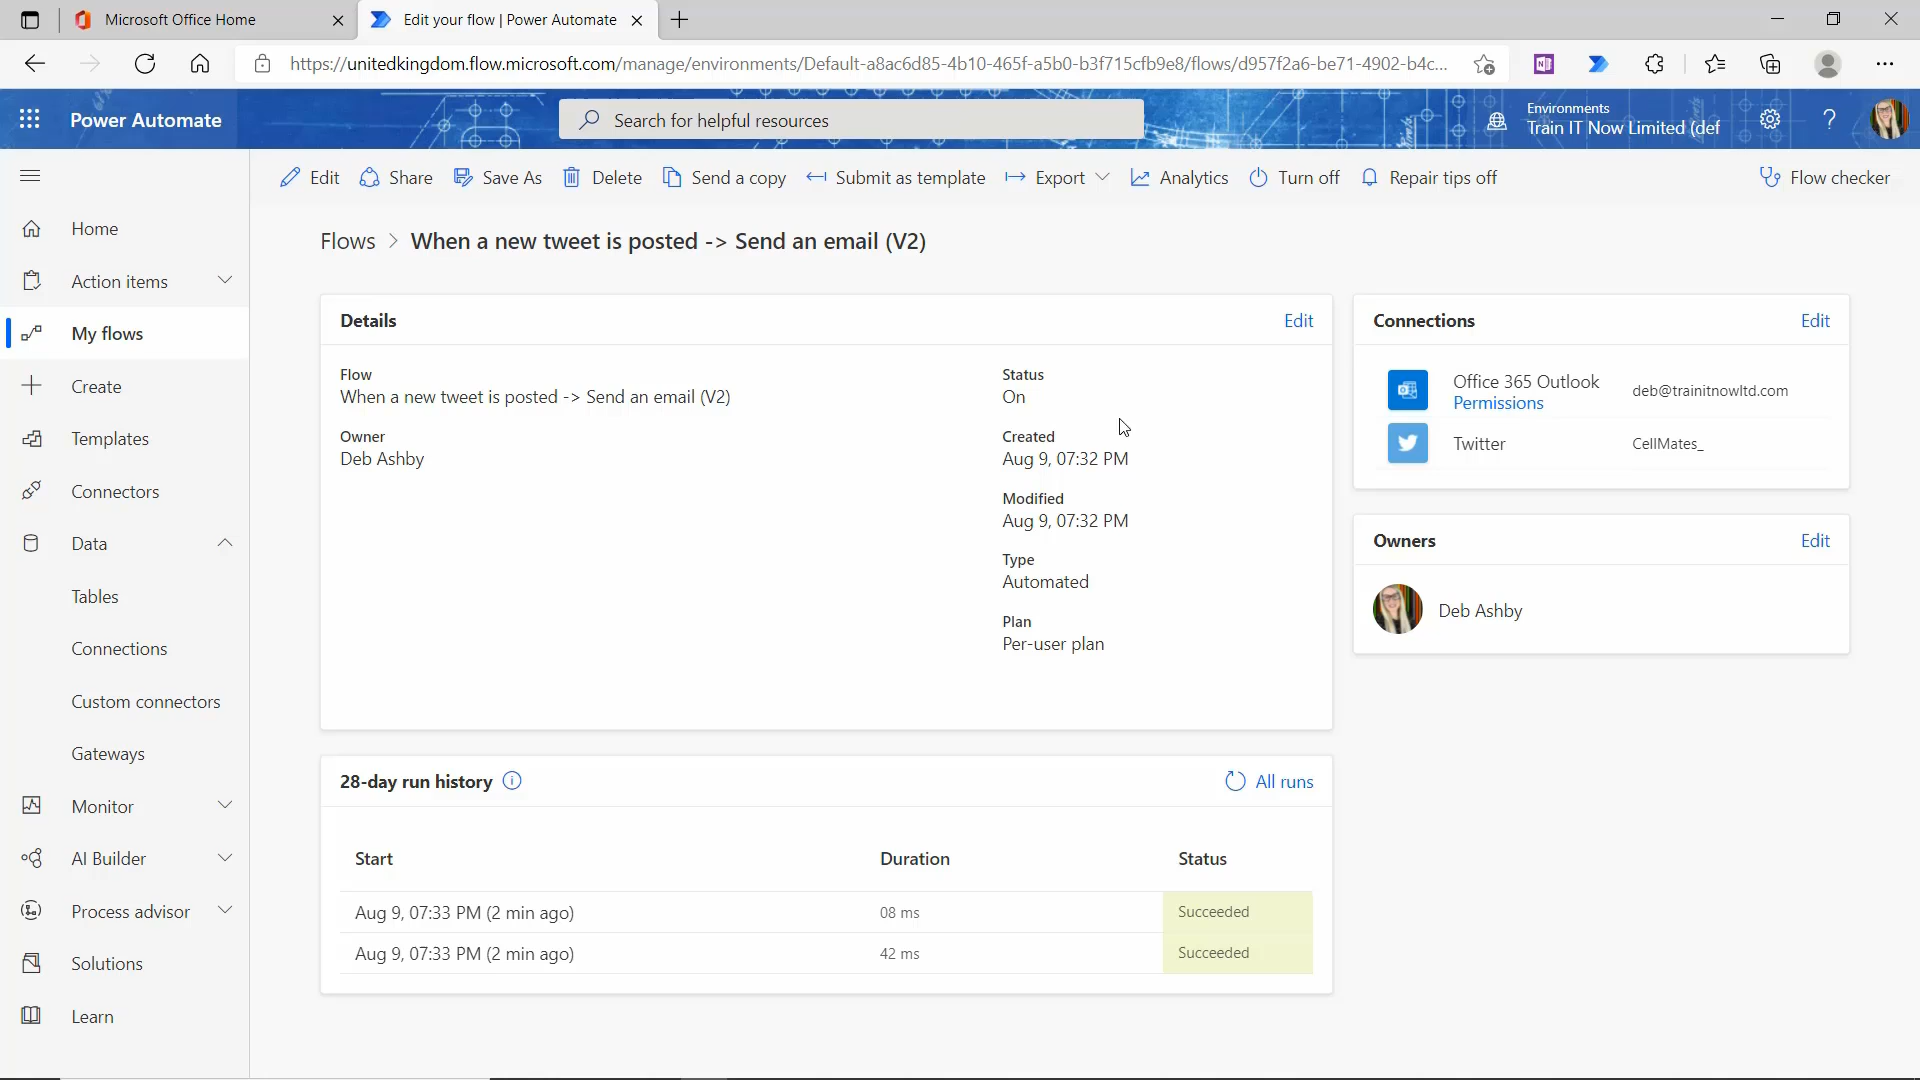 Microsoft Office Home
Edit your flow | Power Automate
https://unitedkingdom.flow.microsoft.com/manage/environments/Default-a8ac6d85-4b10-465f-a5b0-b3f715cfb9e8/flows/d957f2a6-be71-4902-b4c...
Power Automate
Search for helpful resources
Environments
Train IT Now Limited (def
?
Edit
Share
Save As
Delete
Send a copy
Submit as template
Export
Analytics
Turn off
Repair tips off
Flow checker
Home
Action items
My flows
Create
Templates
Connectors
Data
Tables
Connections
Custom connectors
Gateways
Monitor
AI Builder
Process advisor
Solutions
Learn
Flows > When a new tweet is posted -> Send an email (V2)
Details
Edit
Flow
When a new tweet is posted -> Send an email (V2)
Owner
Deb Ashby
Status
On
Created
Aug 9, 07:32 PM
Modified
Aug 9, 07:32 PM
Type
Automated
Plan
Per-user plan
Connections
Edit
Office 365 Outlook
Permissions
deb@trainitnowltd.com
Twitter
CellMates_
Owners
Edit
Deb Ashby
28-day run history
All runs
Start Duration Status
Aug 9, 07:33 PM (2 min ago) 08 ms Succeeded
Aug 9, 07:33 PM (2 min ago) 42 ms Succeeded